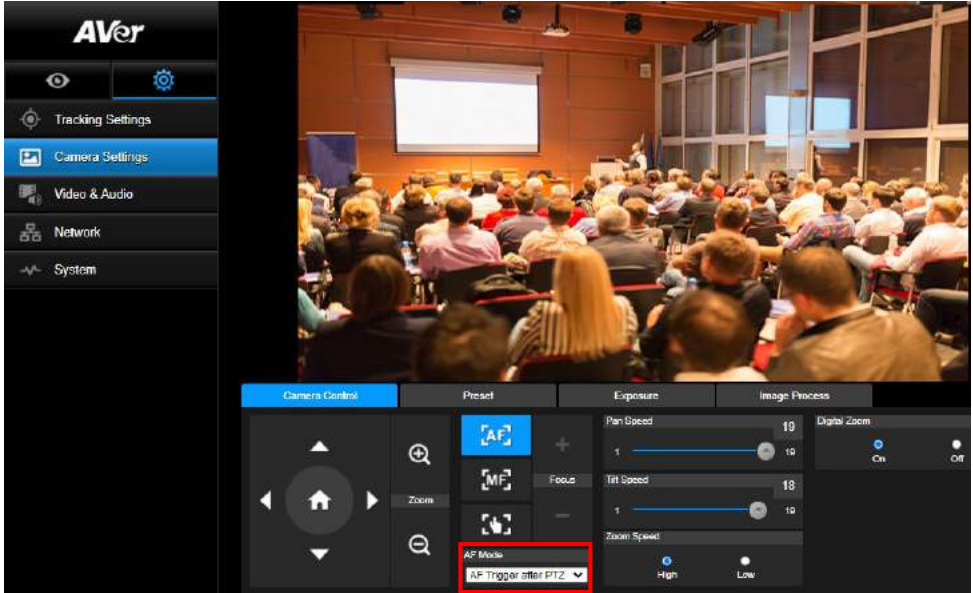 AVer
Tracking Settings
Camera Settings
Video & Audio
Network
System
Camera Control
Preset
Exposure
Image Process
AF
MF
Zoom
Focus
AF Mode
AF Trigger after PTZ
Pan Speed
19
1
19
Tilt Speed
18
1
19
Zoom Speed
High
Low
Digital Zoom
On
Off